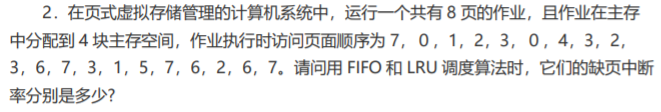 2. 在页式虚拟存储管理的计算机系统中，运行一个共有 8 页的作业，且作业在主存
中分配到 4 块主存空间，作业执行时访问页面顺序为 7，0，1，2，3，0，4，3，2，
3，6，7，3，1，5，7，6，2，6，7。请问用 FIFO 和 LRU 调度算法时，它们的缺页中断
率分别是多少?